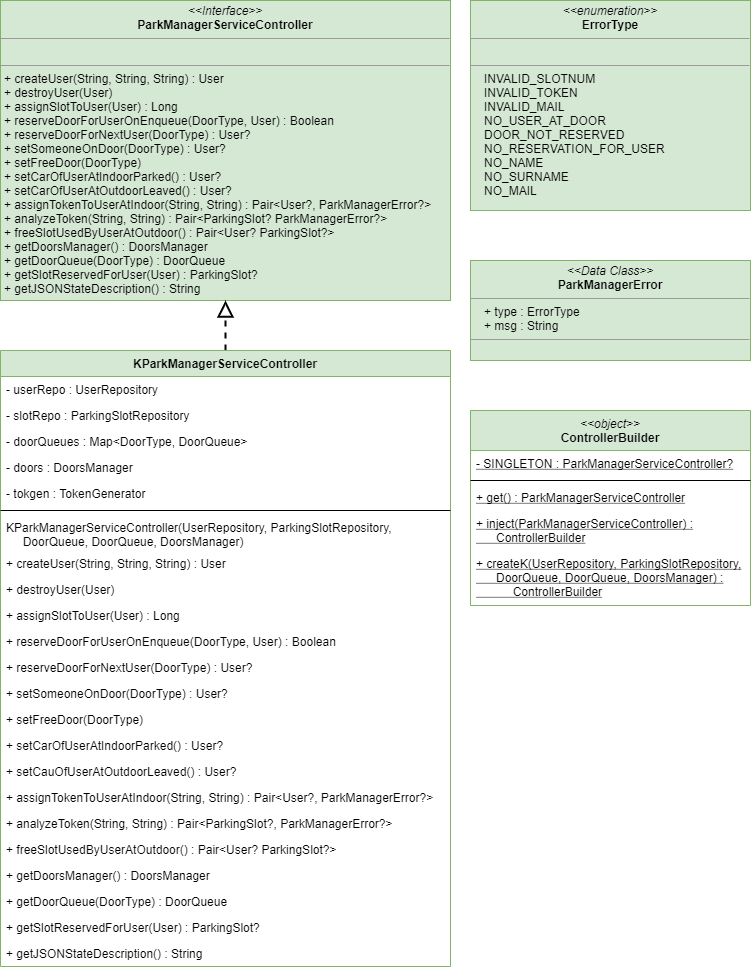 <<Interface>>
ParkManagerServiceController
+ createUser(String, String, String) : User
+ destroyUser(User)
+ assignSlotToUser(User) : Long
+ reserveDoorForUserOnEnqueue(DoorType, User) : Boolean
+ reserveDoorForNextUser(DoorType) : User?
+ setSomeoneOnDoor(DoorType) : User?
+ setFreeDoor(DoorType)
+ setCarOfUserAtIndoorParked() : User?
+ setCarOfUserAtOutdoorLeaved() : User?
+ assignTokenToUserAtIndoor(String, String) : Pair<User?, ParkManagerError?>
+ analyzeToken(String, String) : Pair<ParkingSlot? ParkManagerError?>
+ freeSlotUsedByUserAtOutdoor() : Pair<User? ParkingSlot?>
+ getDoorsManager() : DoorsManager
+ getDoorQueue(DoorType) : DoorQueue
+ getSlotReservedForUser(User) : ParkingSlot?
+ getJSONStateDescription() : String
KParkManagerServiceController
- userRepo : UserRepository
- slotRepo : ParkingSlotRepository
- doorQueues : Map<DoorType, DoorQueue>
- doors : DoorsManager
- tokgen : TokenGenerator
KParkManagerServiceController(UserRepository, ParkingSlotRepository,
DoorQueue, DoorQueue, DoorsManager)
+ createUser(String, String, String) : User
+ destroyUser(User)
+ assignSlotToUser(User) : Long
+ reserveDoorForUserOnEnqueue(DoorType, User) : Boolean
+ reserveDoorForNextUser(DoorType) : User?
+ setSomeoneOnDoor(DoorType) : User?
+ setFreeDoor(DoorType)
+ setCarOfUserAtIndoorParked() : User?
+ setCauOfUserAtOutdoorLeaved() : User?
+ assignTokenToUserAtIndoor(String, String) : Pair<User?, ParkManagerError?>
+ analyzeToken(String, String) : Pair<ParkingSlot?, ParkManagerError?>
+ freeSlotUsedByUserAtOutdoor() : Pair<User? ParkingSlot?>
+ getDoorsManager() : DoorsManager
+ getDoorQueue(DoorType) : DoorQueue
+ getSlotReservedForUser(User) : ParkingSlot?
+ getJSONStateDescription() : String
<<enumeration>>
ErrorType
INVALID_SLOTNUM
INVALID_TOKEN
INVALID_MAIL
NO_USER_AT_DOOR
DOOR_NOT_RESERVED
NO_RESERVATION_FOR_USER
NO_NAME
NO_SURNAME
NO_MAIL
<<Data Class>>
ParkManagerError
+ type : ErrorType
+ msg : String
<<object>>
ControllerBuilder
- SINGLETON : ParkManagerServiceController?
+ get() : ParkManagerServiceController
+ inject(ParkManagerServiceController) :
ControllerBuilder
+ createK(UserRepository, ParkingSlotRepository,
DoorQueue, DoorQueue, DoorsManager) :
ControllerBuilder